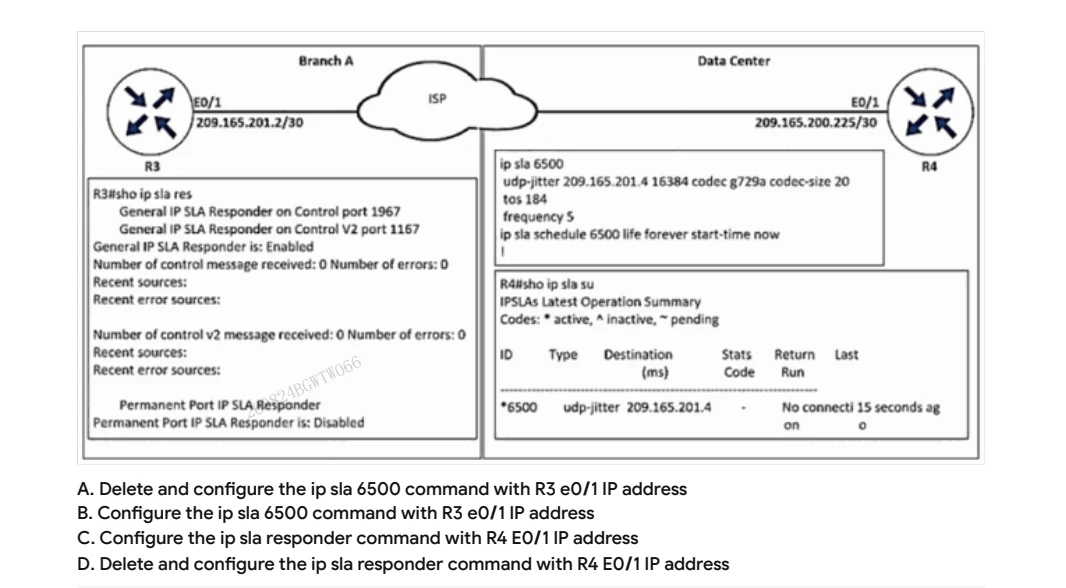 Branch A
Data Center
ISP
E0/1
209.165.201.2/30
R3
E0/1
209.165.200.225/30
R4
R3#sho ip sla res
General IP SLA Responder on Control port 1967
General IP SLA Responder on Control V2 port 1167
General IP SLA Responder is: Enabled
Number of control message received: 0 Number of errors: 0
Recent sources:
Recent error sources:
Number of control v2 message received: 0 Number of errors: 0
Recent sources:
Recent error sources:
Permanent Port IP SLA Responder
Permanent Port IP SLA Responder is: Disabled
ip sla 6500
udp-jitter 209.165.201.4 16384 codec g729a codec-size 20
tos 184
frequency 5
ip sla schedule 6500 life forever start-time now
!
R4#sho ip sla su
IPSLAs Latest Operation Summary
Codes: * active, ^ inactive, ~ pending
ID Type Destination Stats Return Last
(ms) Code Run
--------------------------------------------------------------------------------
*6500 udp-jitter 209.165.201.4 - No connecti 15 seconds ag
on o
A. Delete and configure the ip sla 6500 command with R3 e0/1 IP address
B. Configure the ip sla 6500 command with R3 e0/1 IP address
C. Configure the ip sla responder command with R4 E0/1 IP address
D. Delete and configure the ip sla responder command with R4 E0/1 IP address